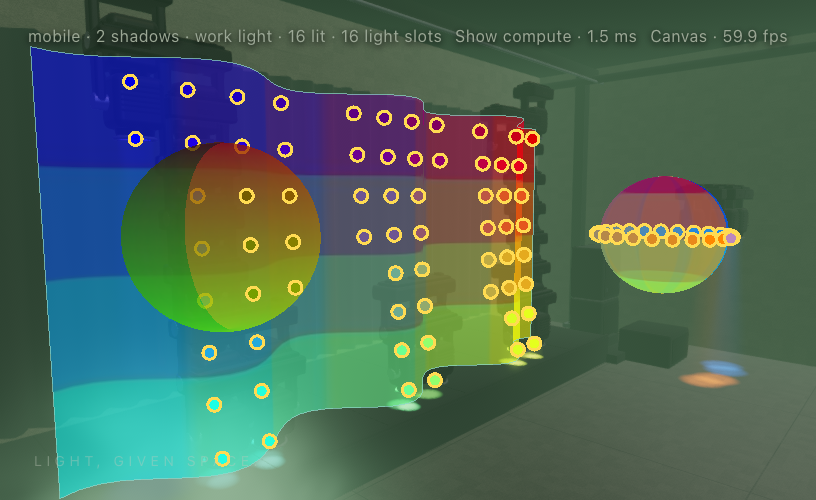 mobile · 2 shadows · work light · 16 lit · 16 light slots Show compute · 1.5 ms Canvas · 59.9 fps
LIGHT, GIVEN SPACE